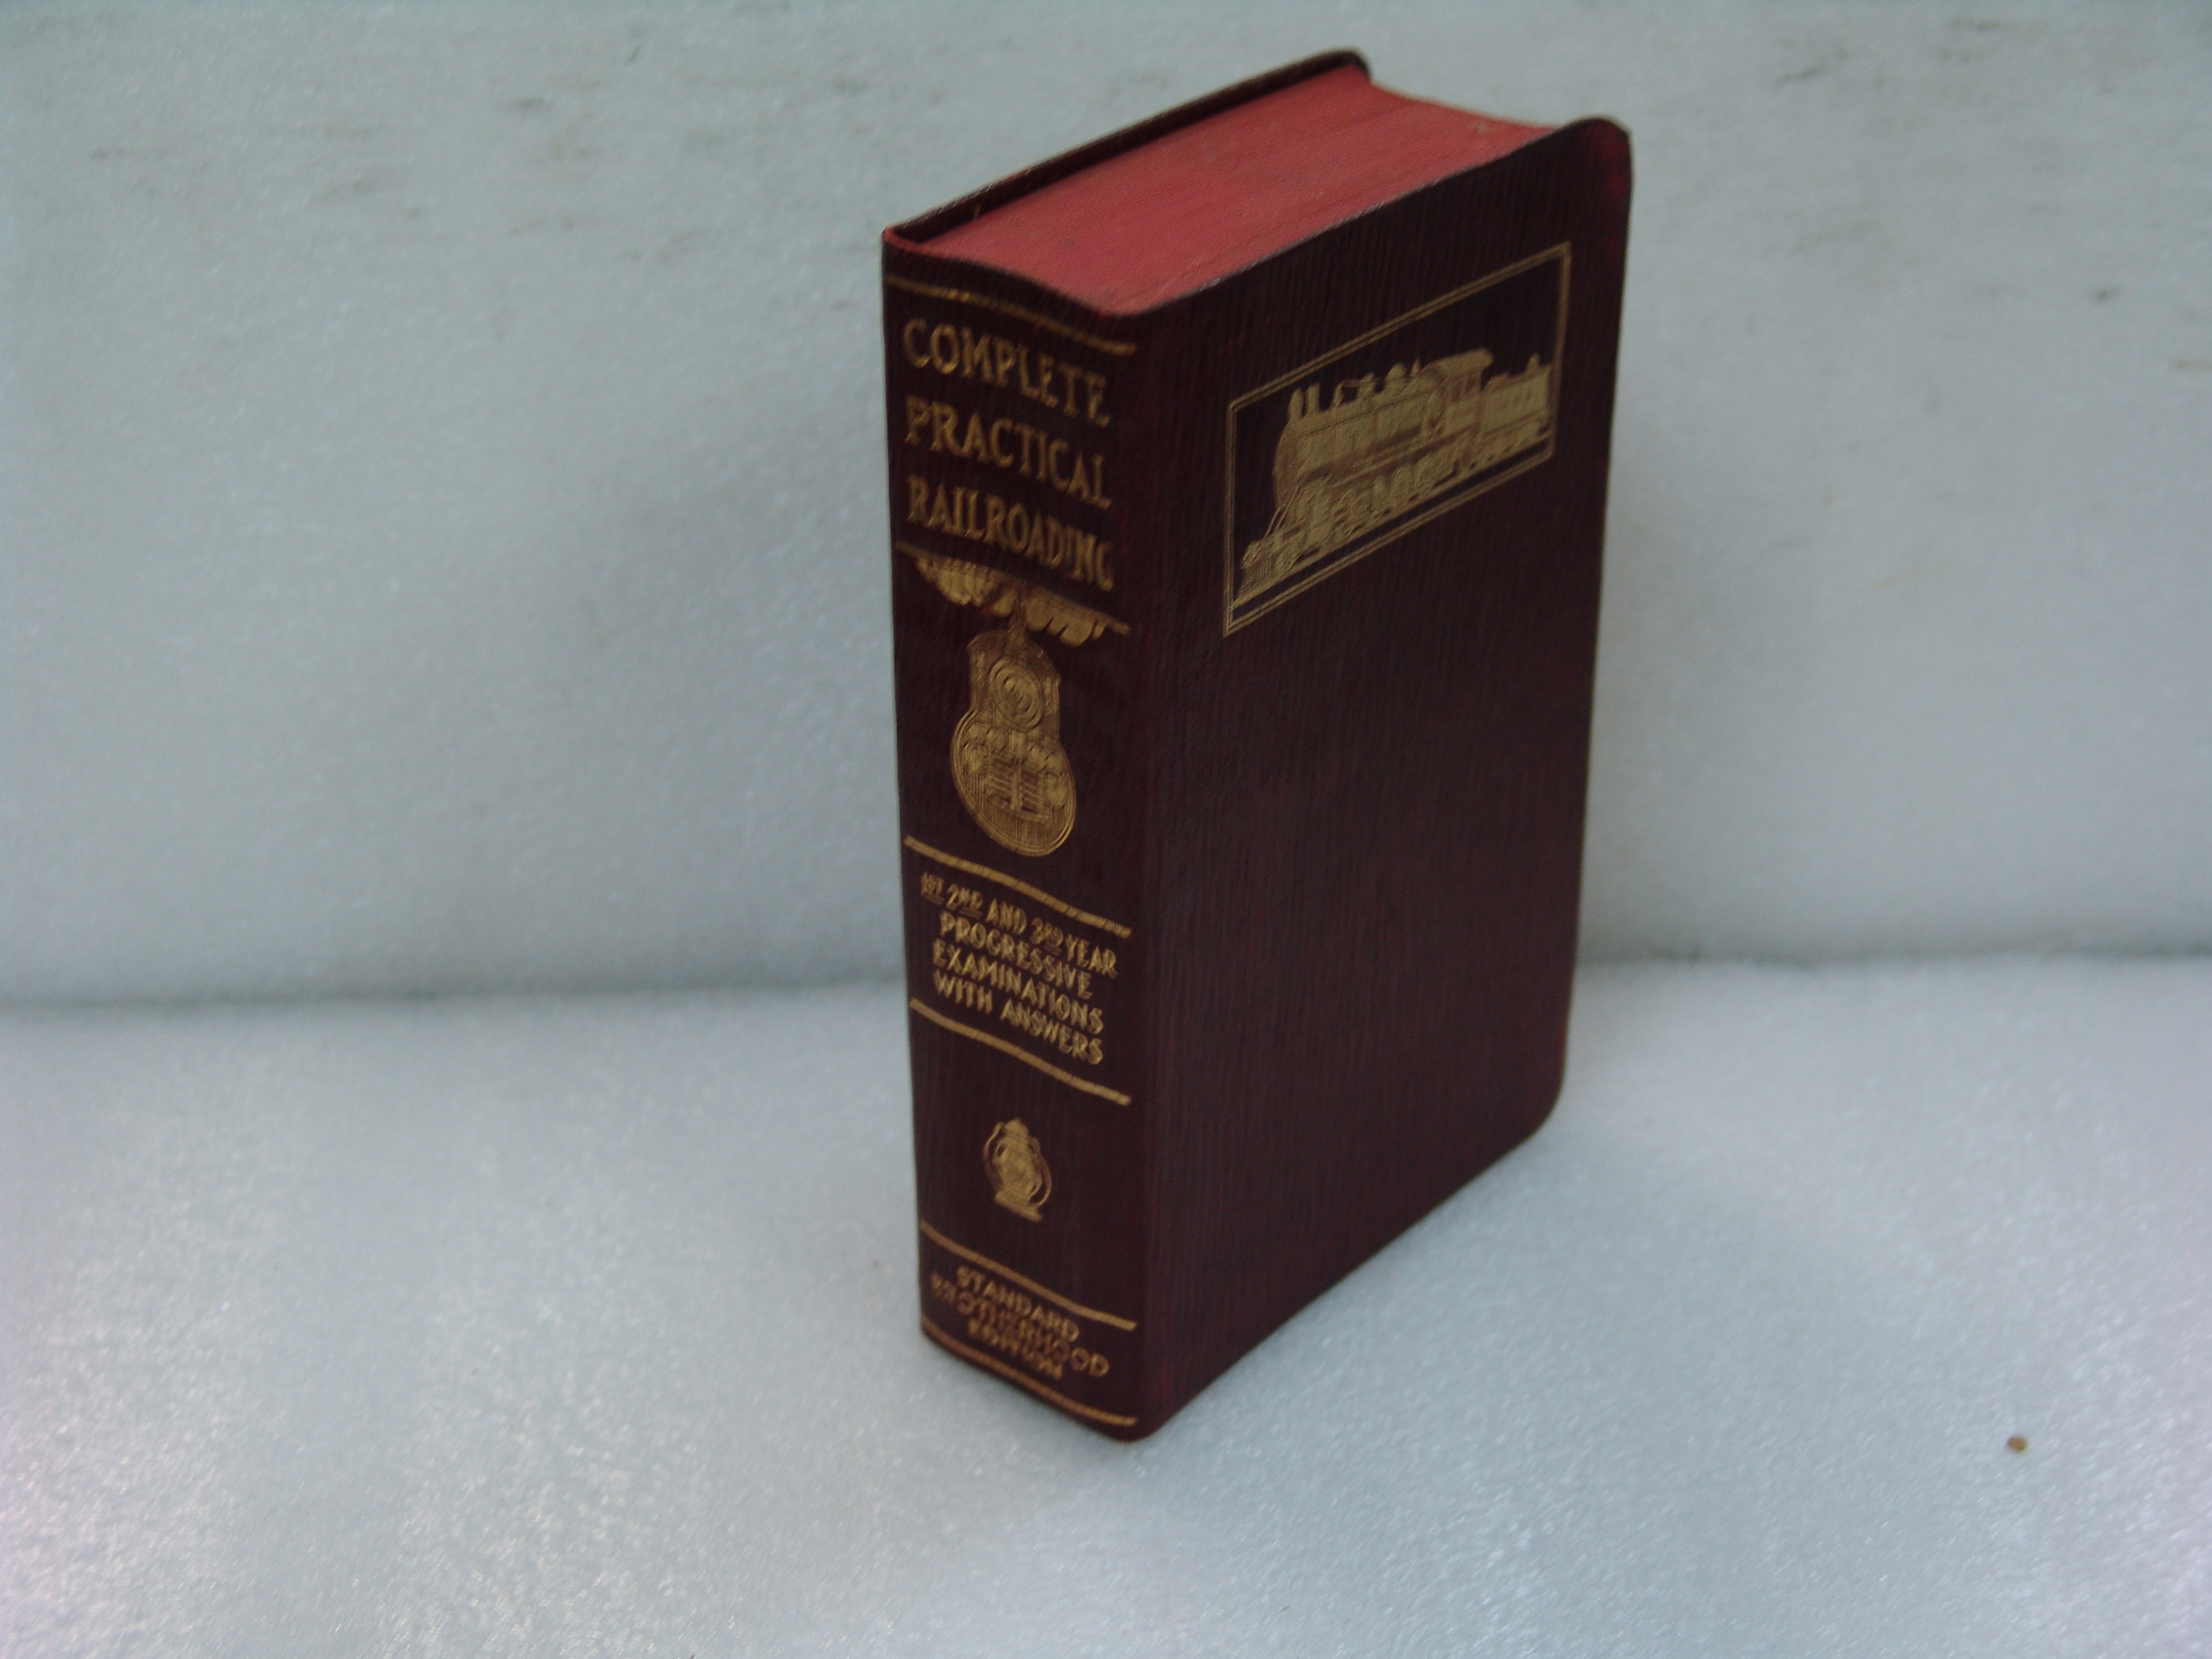 COMPLETE
PRACTICAL
RAILROADING
1ST 2ND AND 3RD YEAR
PROGRESSIVE
EXAMINATIONS
WITH ANSWERS
STANDARD
BROTHERHOOD
EDITION